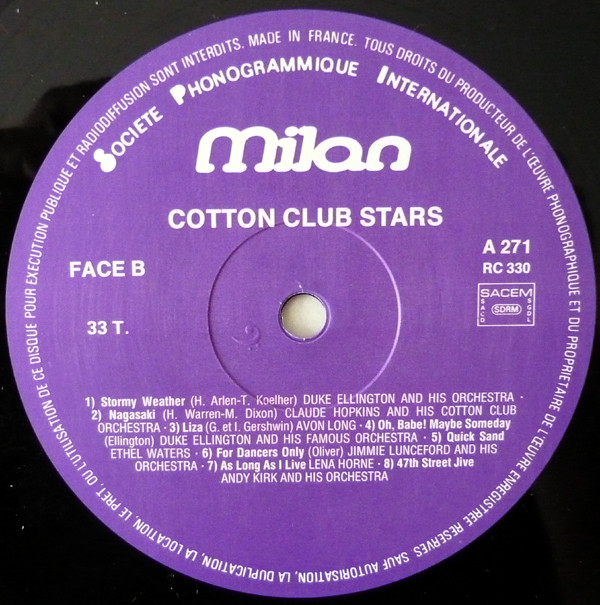 SAUF AUTORISATION, LA DUPLICATION, LA LOCATION, LE PRET, OU L'UTILISATION DE CE DISQUE POUR EXECUTION PUBLIQUE ET RADIODIFFUSION SONT INTERDITS. MADE IN FRANCE. TOUS DROITS DU PRODUCTEUR DE L'ŒUVRE PHONOGRAPHIQUE ET DU PROPRIETAIRE DE L'ŒUVRE ENREGISTREE RESERVES.
SOCIETE PHONOGRAMMIQUE INTERNATIONALE
Milan
COTTON CLUB STARS
FACE B
A 271
RC 330
SACEM
SACD
SDRM
SGDL
33 T.
1) Stormy Weather (H. Arlen-T. Koelher) DUKE ELLINGTON AND HIS ORCHESTRA ·
2) Nagasaki (H. Warren-M. Dixon) CLAUDE HOPKINS AND HIS COTTON CLUB
ORCHESTRA · 3) Liza (G. et I. Gershwin) AVON LONG · 4) Oh, Babe! Maybe Someday
(Ellington) DUKE ELLINGTON AND HIS FAMOUS ORCHESTRA · 5) Quick Sand
ETHEL WATERS · 6) For Dancers Only (Oliver) JIMMIE LUNCEFORD AND HIS
ORCHESTRA · 7) As Long As I Live LENA HORNE · 8) 47th Street Jive
ANDY KIRK AND HIS ORCHESTRA